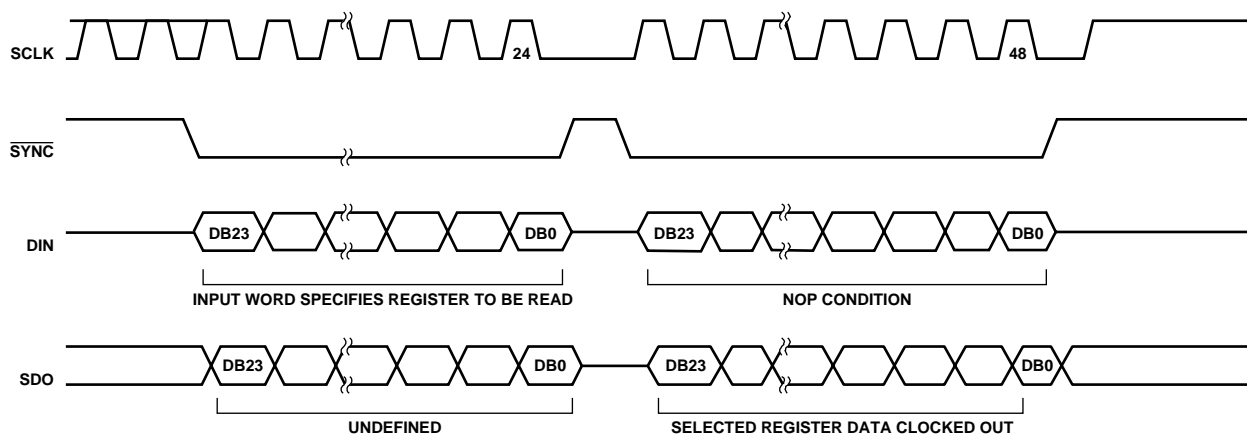 SCLK
24
48
SYNC
DIN
DB23
DB0
DB23
DB0
INPUT WORD SPECIFIES REGISTER TO BE READ
NOP CONDITION
SDO
DB23
DB0
DB23
DB0
UNDEFINED
SELECTED REGISTER DATA CLOCKED OUT